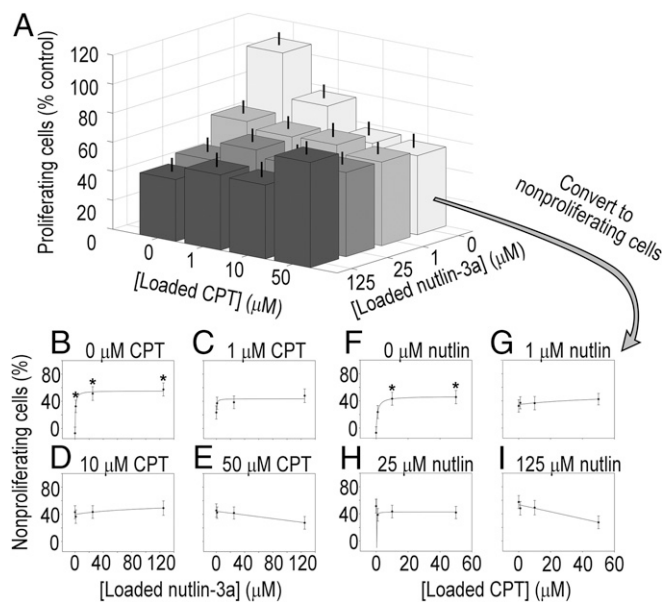 A
Proliferating cells (% control)
120
100
80
60
40
20
0
0
1
10
50
[Loaded CPT] (μM)
125
25
1
0
[Loaded nutlin-3a] (μM)
Convert to
nonproliferating cells
Nonproliferating cells (%)
B 0 μM CPT
C 1 μM CPT
F 0 μM nutlin
G 1 μM nutlin
80
40
0
* * *
80
40
0
* *
D 10 μM CPT
E 50 μM CPT
H 25 μM nutlin
I 125 μM nutlin
80
40
0
80
40
0
0 40 80 120
0 40 80 120
0 20 40 60
0 20 40 60
[Loaded nutlin-3a] (μM)
[Loaded CPT] (μM)